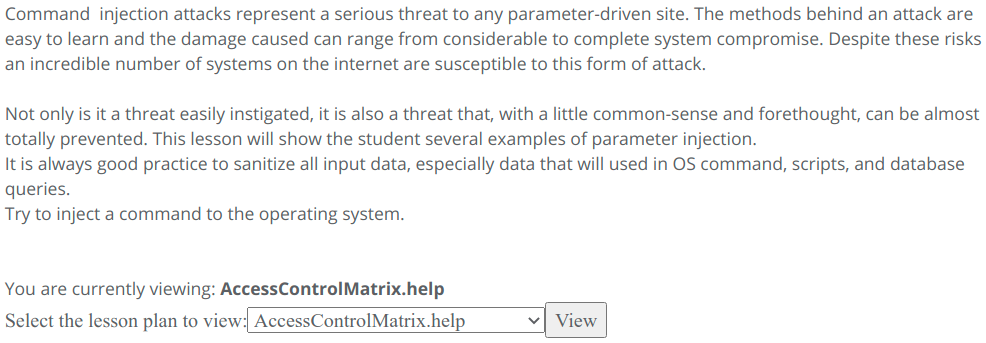 Command  injection attacks represent a serious threat to any parameter-driven site. The methods behind an attack are
easy to learn and the damage caused can range from considerable to complete system compromise. Despite these risks
an incredible number of systems on the internet are susceptible to this form of attack.
Not only is it a threat easily instigated, it is also a threat that, with a little common-sense and forethought, can be almost
totally prevented. This lesson will show the student several examples of parameter injection.
It is always good practice to sanitize all input data, especially data that will used in OS command, scripts, and database
queries.
Try to inject a command to the operating system.
You are currently viewing: AccessControlMatrix.help
Select the lesson plan to view: AccessControlMatrix.help View